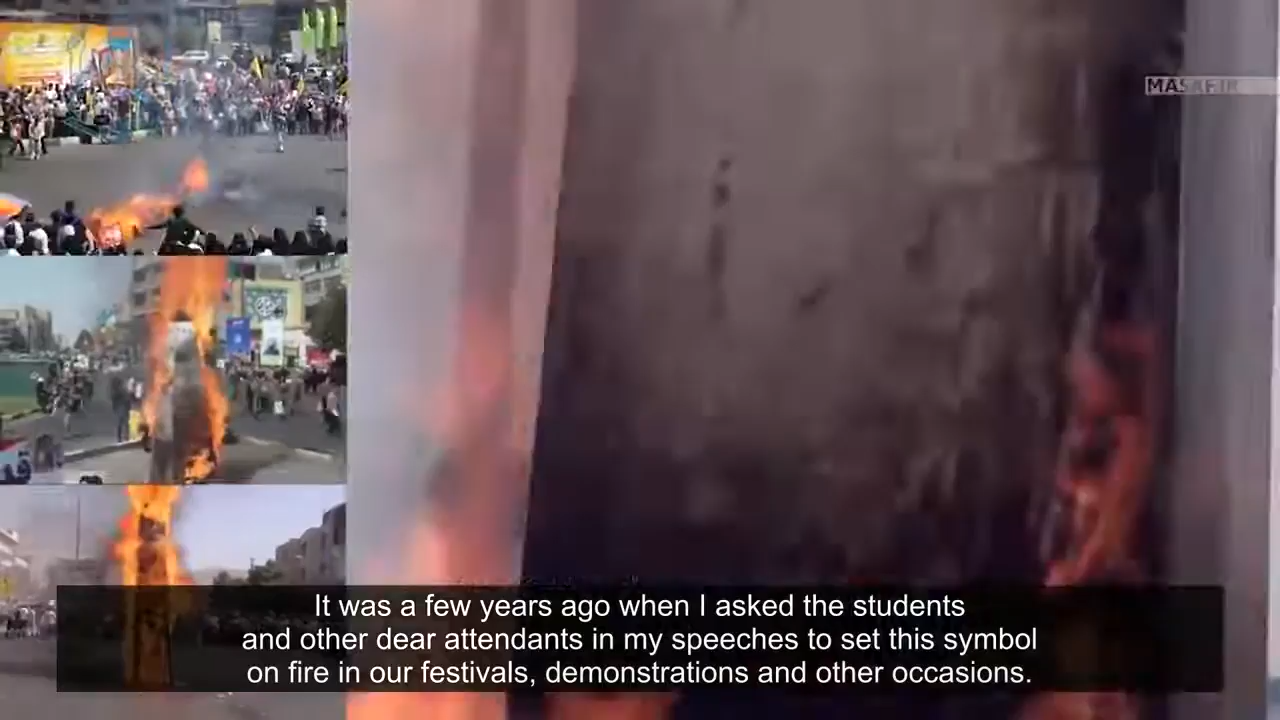 MASAFIR
It was a few years ago when I asked the students
and other dear attendants in my speeches to set this symbol
on fire in our festivals, demonstrations and other occasions.